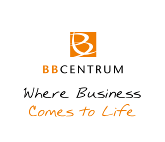 B
BBCENTRUM
Where Business
Comes to Life